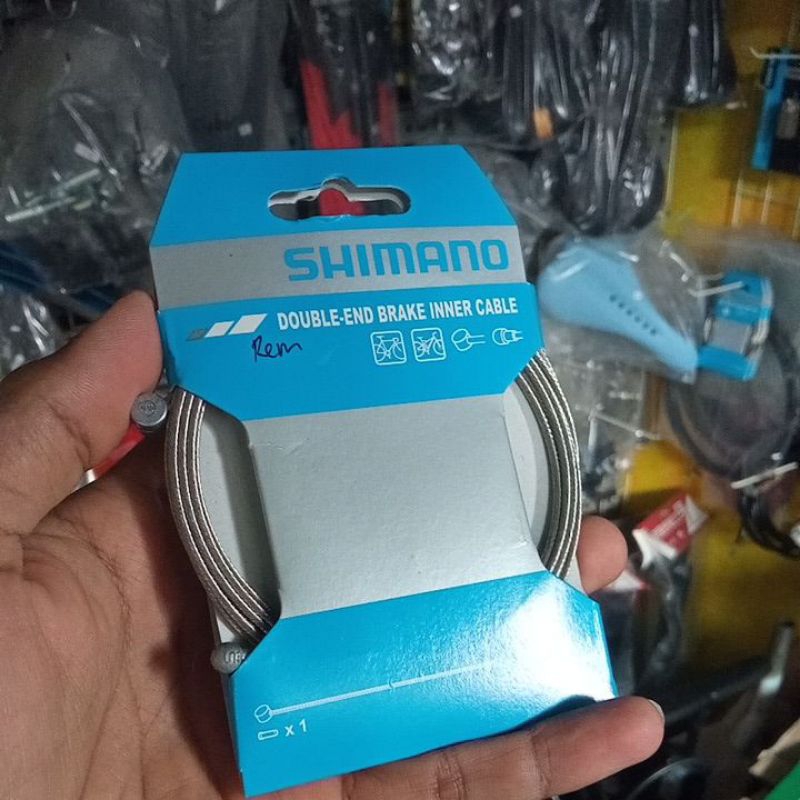 SHIMANO
DOUBLE-END BRAKE INNER CABLE
Rem
x 1